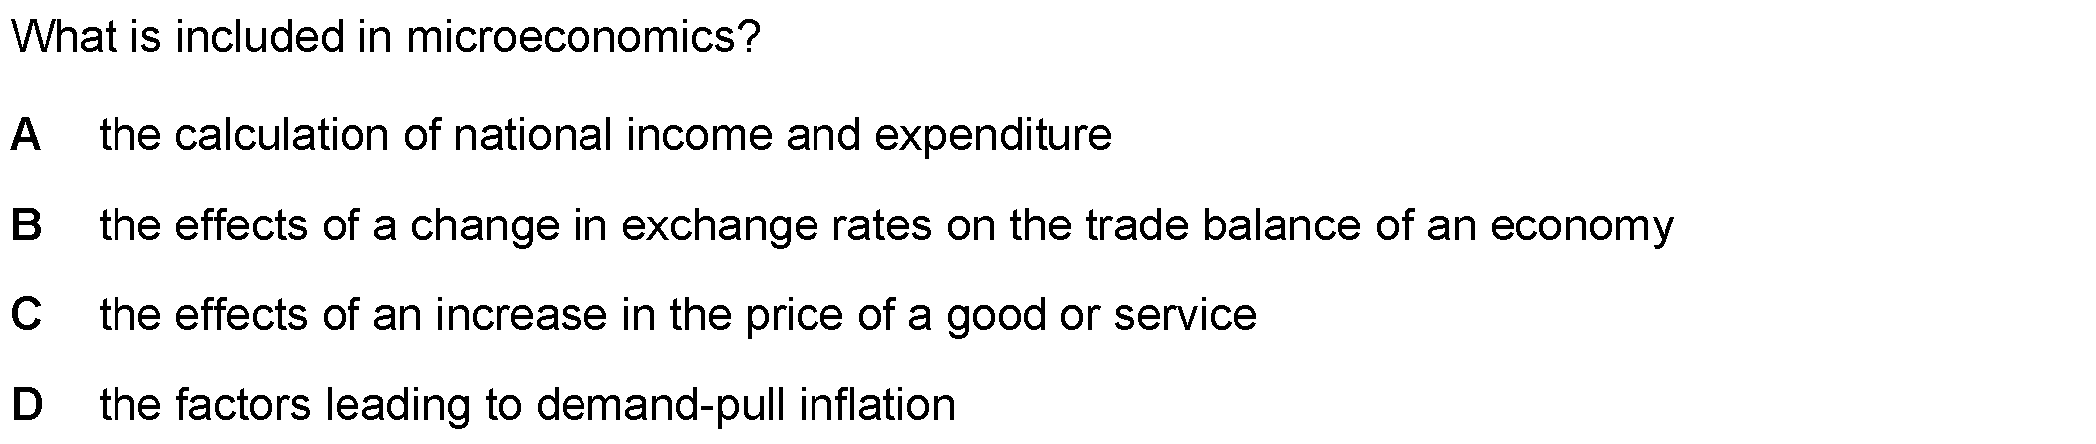 What is included in microeconomics?
A the calculation of national income and expenditure
B the effects of a change in exchange rates on the trade balance of an economy
C the effects of an increase in the price of a good or service
D the factors leading to demand-pull inflation